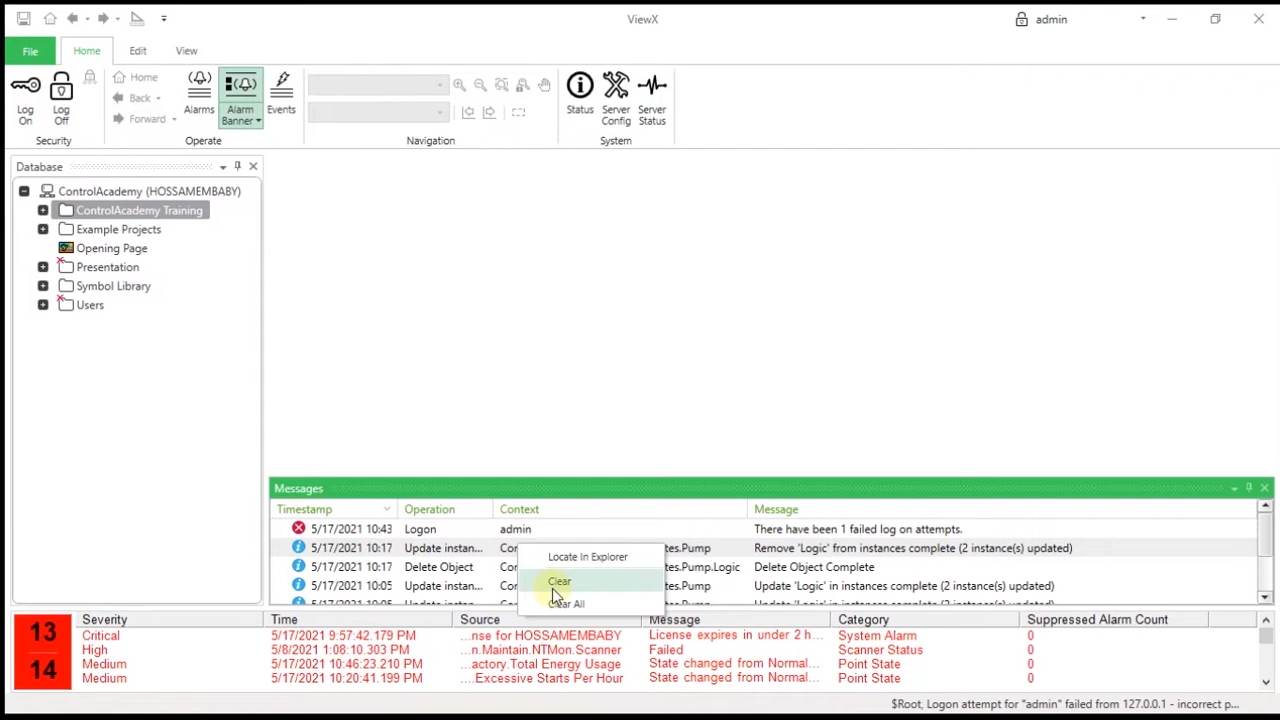 ViewX
admin
File Home Edit View
Log On
Log Off
Home
Back
Forward
Alarms
Alarm Banner
Events
Status
Server Config
Server Status
Security Operate Navigation System
Database
ControlAcademy (HOSSAMEMBABY)
ControlAcademy Training
Example Projects
Opening Page
Presentation
Symbol Library
Users
Messages
Timestamp Operation Context Message
5/17/2021 10:43 Logon admin There have been 1 failed log on attempts.
5/17/2021 10:17 Update instan... Con tes.Pump Remove 'Logic' from instances complete (2 instance(s) updated)
5/17/2021 10:17 Delete Object Co tes.Pump.Logic Delete Object Complete
5/17/2021 10:05 Update instan... Co tes.Pump Update 'Logic' in instances complete (2 instance(s) updated)
Locate In Explorer
Clear
Clear All
13
14
Severity Time Source Message Category Suppressed Alarm Count
Critical 5/17/2021 9:57:42.179 PM ...nse for HOSSAMEMBABY License expires in under 2 h... System Alarm 0
High 5/8/2021 1:08:10.303 PM ...n.Maintain.NTMon.Scanner Failed Scanner Status 0
Medium 5/17/2021 10:46:23.210 PM ...actory.Total Energy Usage State changed from Normal... Point State 0
Medium 5/17/2021 10:20:41.199 PM ....Excessive Starts Per Hour State changed from Normal... Point State 0
$Root, Logon attempt for "admin" failed from 127.0.0.1 - incorrect p...